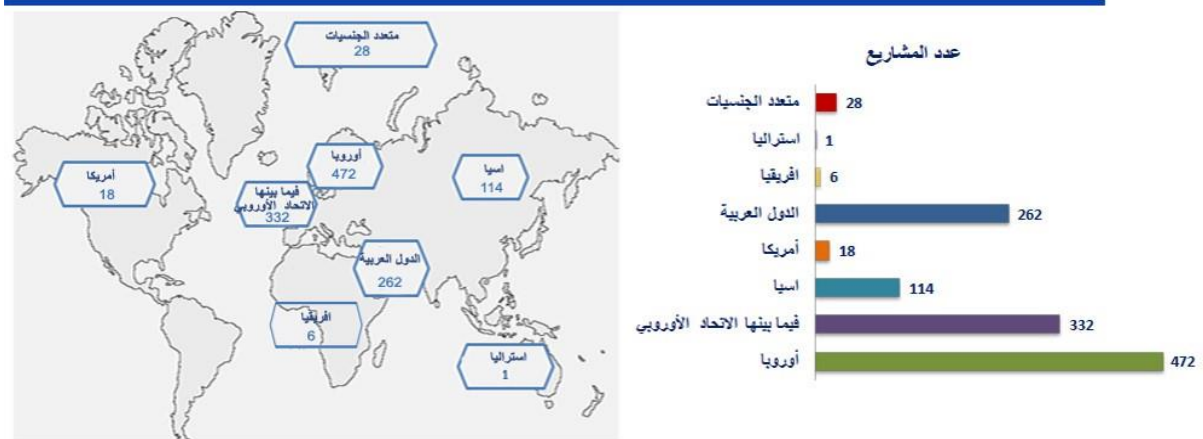 متعدد الجنسيات
28
أوروبا
472
اسيا
114
أمريكا
18
فيما بينها
الاتحاد الأوروبي
332
الدول العربية
262
افريقيا
6
استراليا
1
عدد المشاريع
متعدد الجنسيات 28
استراليا 1
افريقيا 6
الدول العربية 262
أمريكا 18
اسيا 114
فيما بينها الاتحاد الأوروبي 332
أوروبا 472